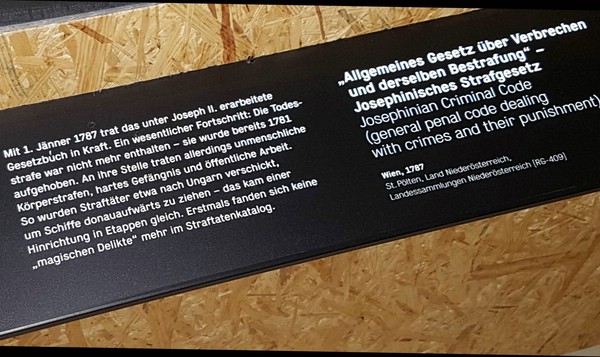 Mit 1. Jänner 1787 trat das unter Joseph II. erarbeitete
Gesetzbuch in Kraft. Ein wesentlicher Fortschritt: Die Todes-
strafe war nicht mehr enthalten – sie wurde bereits 1781
aufgehoben. An ihre Stelle traten allerdings unmenschliche
Körperstrafen, hartes Gefängnis und öffentliche Arbeit.
So wurden Straftäter etwa nach Ungarn verschickt,
um Schiffe donauaufwärts zu ziehen – das kam einer
Hinrichtung in Etappen gleich. Erstmals fanden sich keine
„magischen Delikte“ mehr im Straftatenkatalog.
„Allgemeines Gesetz über Verbrechen
und derselben Bestrafung“ –
Josephinisches Strafgesetz
Josephinian Criminal Code
(general penal code dealing
with crimes and their punishment)
Wien, 1787
St. Pölten, Land Niederösterreich,
Landessammlungen Niederösterreich (RG-409)